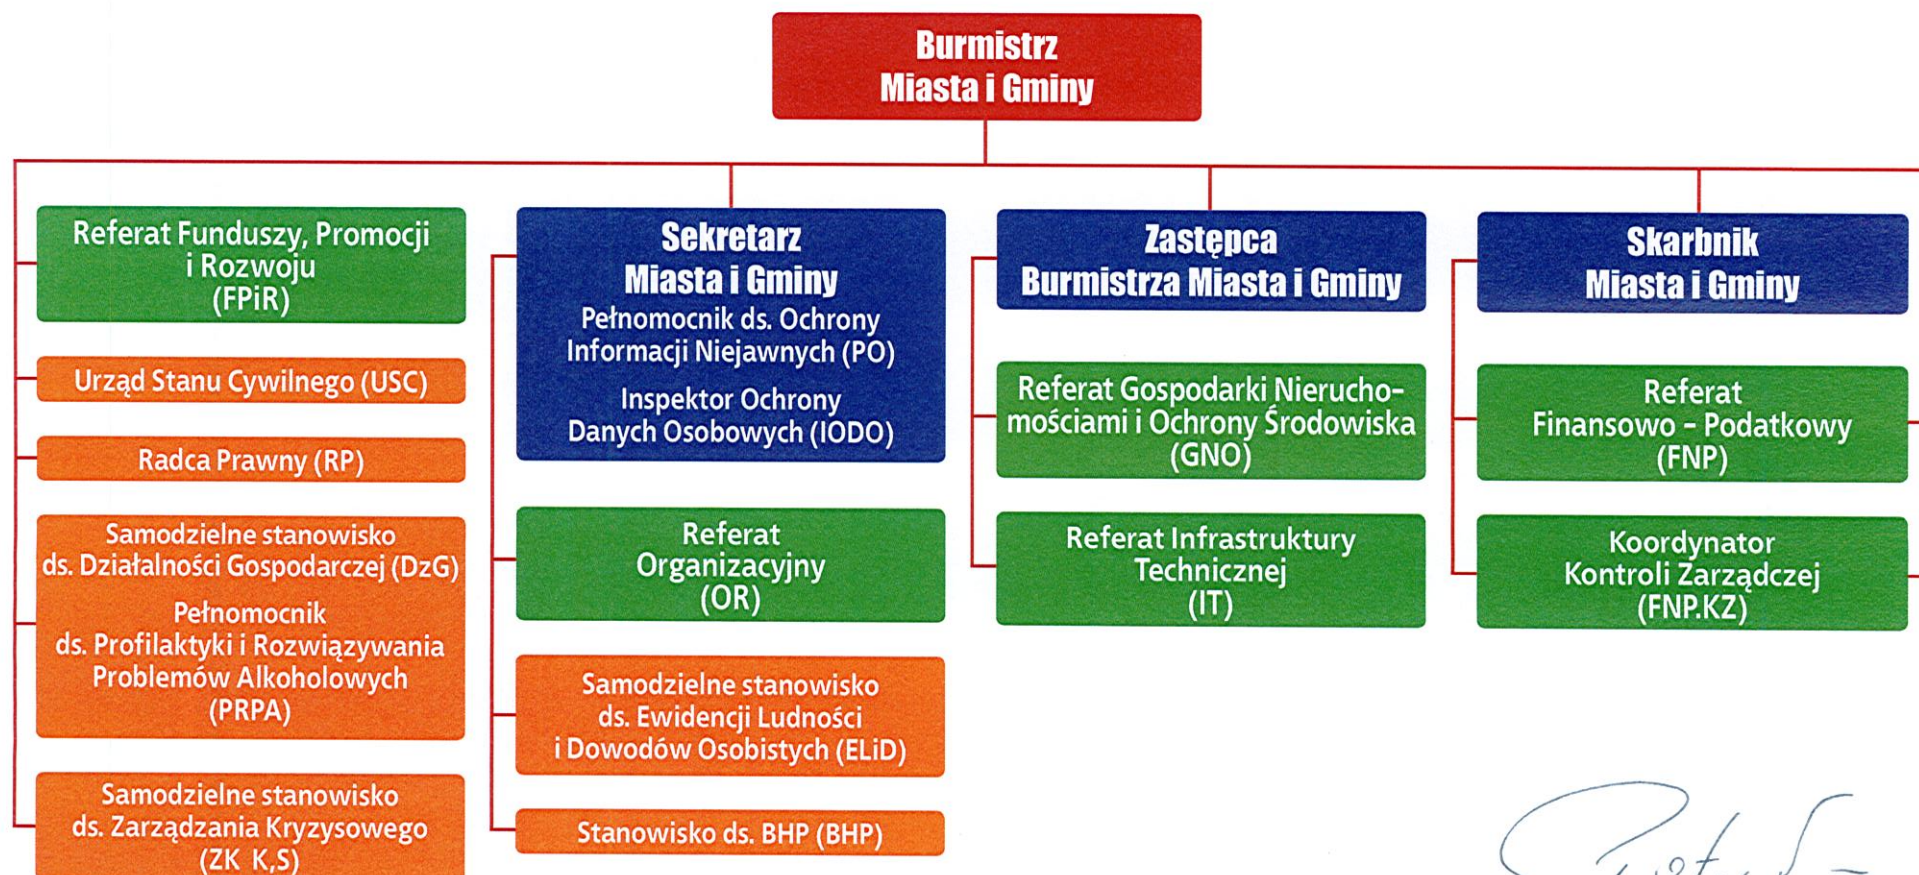 Burmistrz
Miasta i Gminy
Referat Funduszy, Promocji
i Rozwoju
(FPiR)
Urząd Stanu Cywilnego (USC)
Radca Prawny (RP)
Samodzielne stanowisko
ds. Działalności Gospodarczej (DzG)
Pełnomocnik
ds. Profilaktyki i Rozwiązywania
Problemów Alkoholowych
(PRPA)
Samodzielne stanowisko
ds. Zarządzania Kryzysowego
(ZK K,S)
Sekretarz
Miasta i Gminy
Pełnomocnik ds. Ochrony
Informacji Niejawnych (PO)
Inspektor Ochrony
Danych Osobowych (IODO)
Referat
Organizacyjny
(OR)
Samodzielne stanowisko
ds. Ewidencji Ludności
i Dowodów Osobistych (ELiD)
Stanowisko ds. BHP (BHP)
Zastępca
Burmistrza Miasta i Gminy
Referat Gospodarki Nierucho-
mościami i Ochrony Środowiska
(GNO)
Referat Infrastruktury
Technicznej
(IT)
Skarbnik
Miasta i Gminy
Referat
Finansowo - Podatkowy
(FNP)
Koordynator
Kontroli Zarządczej
(FNP.KZ)